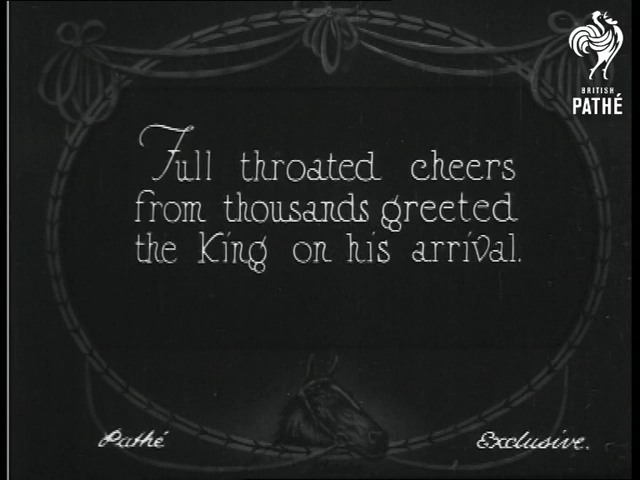 BRITISH
PATHÉ
Full throated cheers
from thousands greeted
the King on his arrival.
Pathé Exclusive.